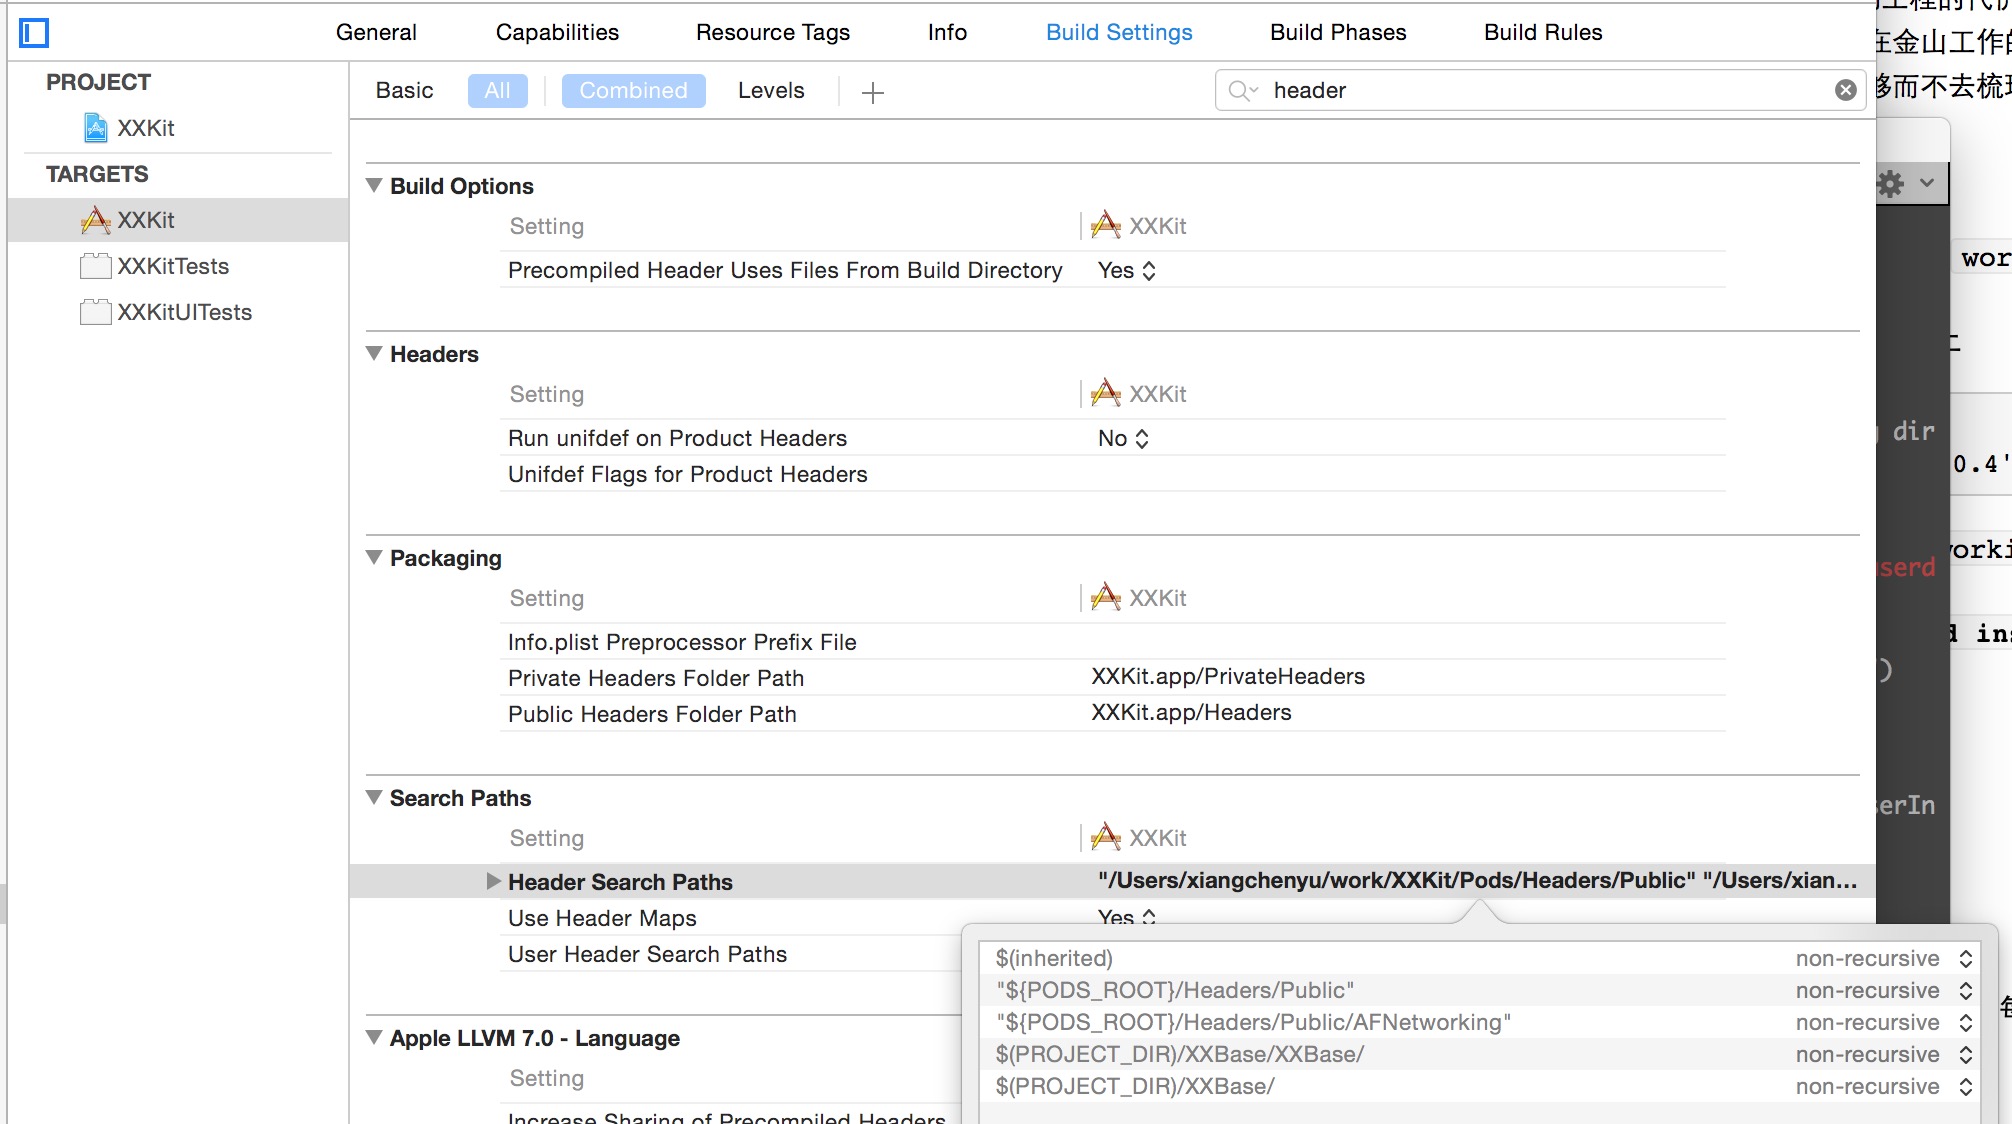 General Capabilities Resource Tags Info Build Settings Build Phases Build Rules
PROJECT
XXKit
TARGETS
XXKit
XXKitTests
XXKitUITests
Basic All Combined Levels + header
Build Options
Setting XXKit
Precompiled Header Uses Files From Build Directory Yes
Headers
Setting XXKit
Run unifdef on Product Headers No
Unifdef Flags for Product Headers
Packaging
Setting XXKit
Info.plist Preprocessor Prefix File
Private Headers Folder Path XXKit.app/PrivateHeaders
Public Headers Folder Path XXKit.app/Headers
Search Paths
Setting XXKit
Header Search Paths "/Users/xiangchenyu/work/XXKit/Pods/Headers/Public" "/Users/xian...
Use Header Maps Yes
User Header Search Paths
$(inherited) non-recursive
"${PODS_ROOT}/Headers/Public" non-recursive
"${PODS_ROOT}/Headers/Public/AFNetworking" non-recursive
$(PROJECT_DIR)/XXBase/XXBase/ non-recursive
$(PROJECT_DIR)/XXBase/ non-recursive
Apple LLVM 7.0 - Language
Setting
Increase Sharing of Precompiled Headers
在金山工作
而不去梳
wor
dir
0.4'
orki
serd
ins
)
erIn